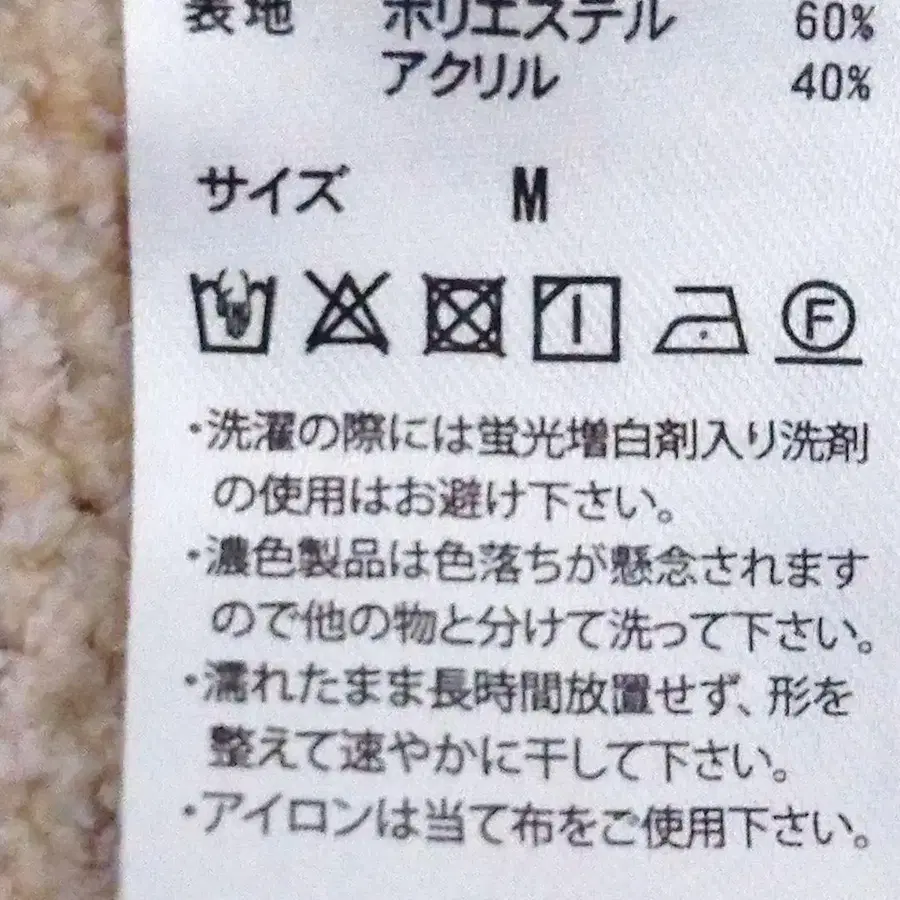 表地 ポリエステル 60%
アクリル 40%
サイズ M
F
・洗濯の際には蛍光増白剤入り洗剤
の使用はお避け下さい。
・濃色製品は色落ちが懸念されます
ので他の物と分けて洗って下さい。
・濡れたまま長時間放置せず、形を
整えて速やかに干して下さい。
・アイロンは当て布をご使用下さい。